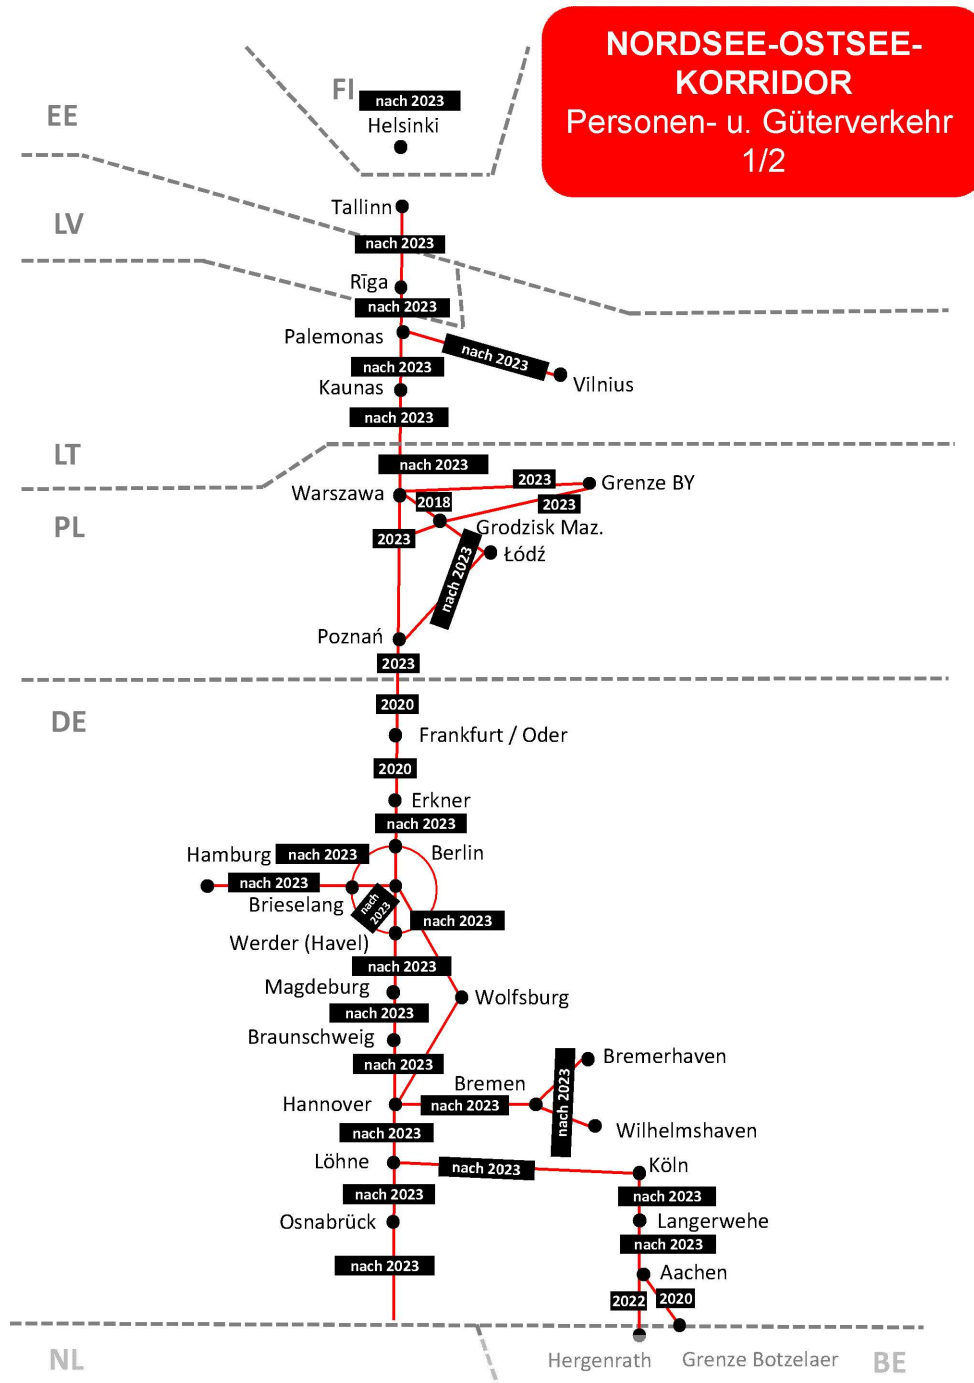 NORDSEE-OSTSEE-
KORRIDOR
Personen- u. Güterverkehr
1/2
FI
nach 2023
Helsinki
EE
Tallinn
LV
nach 2023
Rīga
nach 2023
Palemonas
nach 2023
nach 2023
Vilnius
Kaunas
nach 2023
LT
nach 2023
2023
Grenze BY
Warszawa
2018
2023
PL
Grodzisk Maz.
2023
Łódź
nach 2023
Poznań
2023
DE
2020
Frankfurt / Oder
2020
Erkner
nach 2023
Berlin
Hamburg
nach 2023
nach 2023
Brieselang
nach
2023
nach 2023
Werder (Havel)
nach 2023
Magdeburg
Wolfsburg
nach 2023
Braunschweig
nach 2023
Bremen
Bremerhaven
nach 2023
Hannover
nach 2023
Wilhelmshaven
nach 2023
Löhne
nach 2023
Köln
nach 2023
nach 2023
Osnabrück
Langerwehe
nach 2023
nach 2023
Aachen
2022
2020
NL
Hergenrath
Grenze Botzelaer
BE